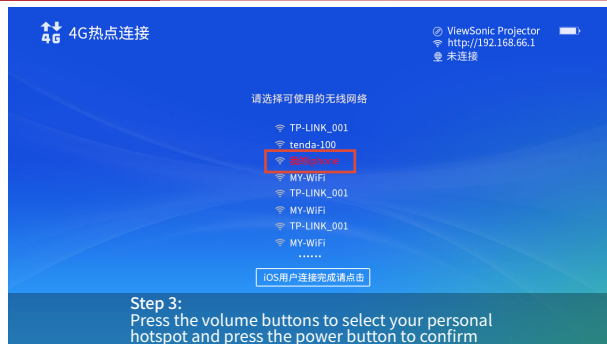 4G热点连接
ViewSonic Projector
http://192.168.66.1
未连接
请选择可使用的无线网络
TP-LINK_001
tenda-100
MY-WiFi
TP-LINK_001
MY-WiFi
TP-LINK_001
MY-WiFi
......
iOS用户连接完成请点击
Step 3:
Press the volume buttons to select your personal
hotspot and press the power button to confirm